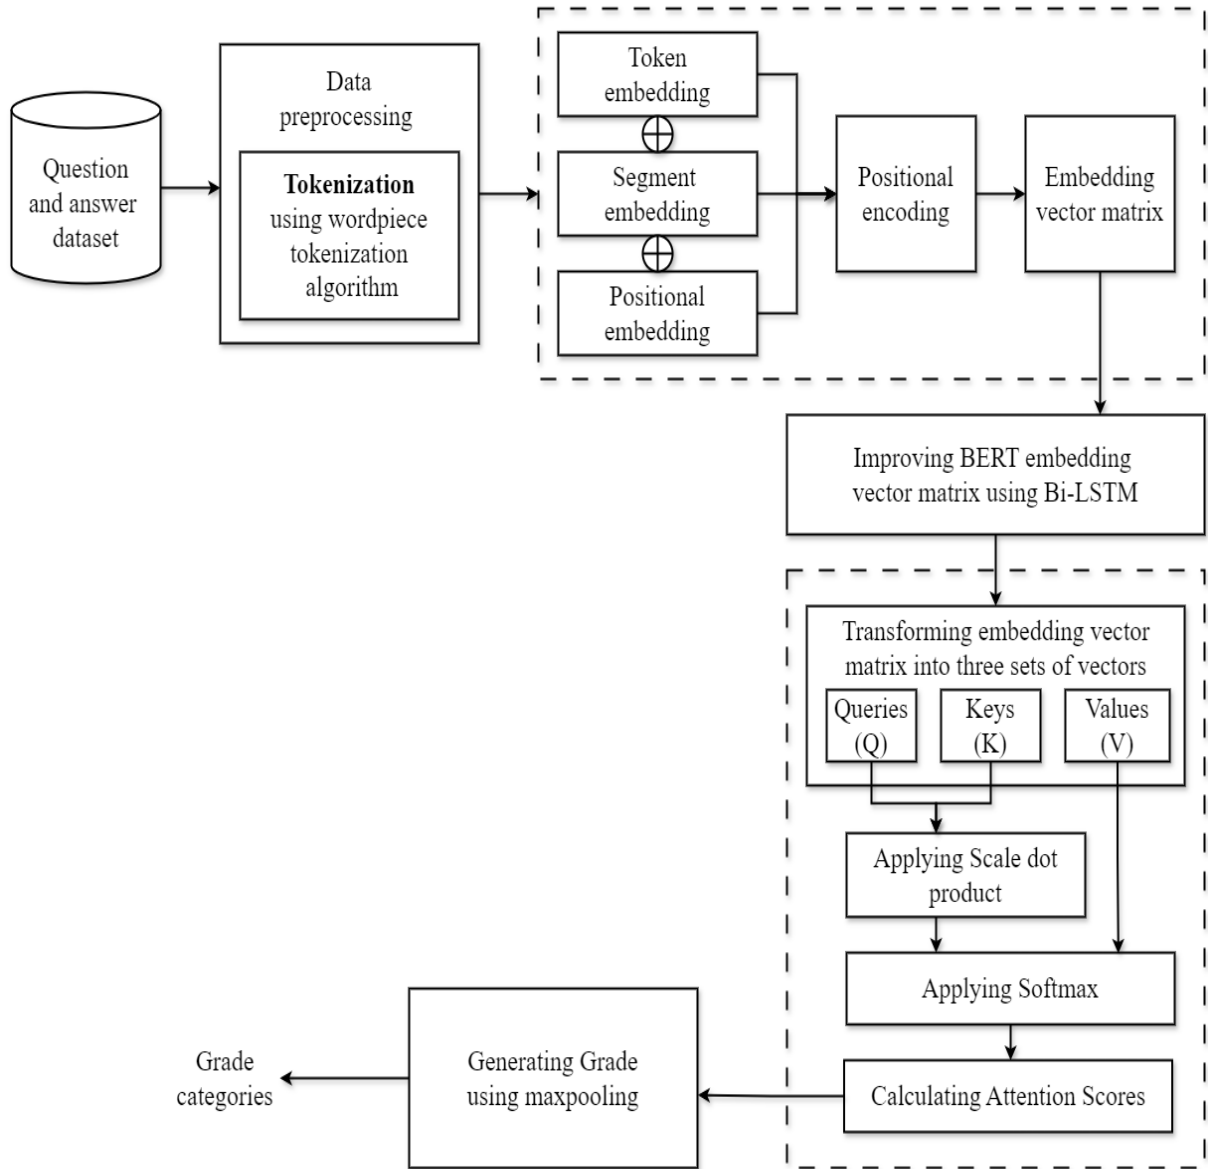 Question
and answer
dataset
Data
preprocessing
Tokenization
using wordpiece
tokenization
algorithm
Token
embedding
Segment
embedding
Positional
embedding
Positional
encoding
Embedding
vector matrix
Improving BERT embedding
vector matrix using Bi-LSTM
Transforming embedding vector
matrix into three sets of vectors
Queries
(Q)
Keys
(K)
Values
(V)
Applying Scale dot
product
Applying Softmax
Calculating Attention Scores
Generating Grade
using maxpooling
Grade
categories